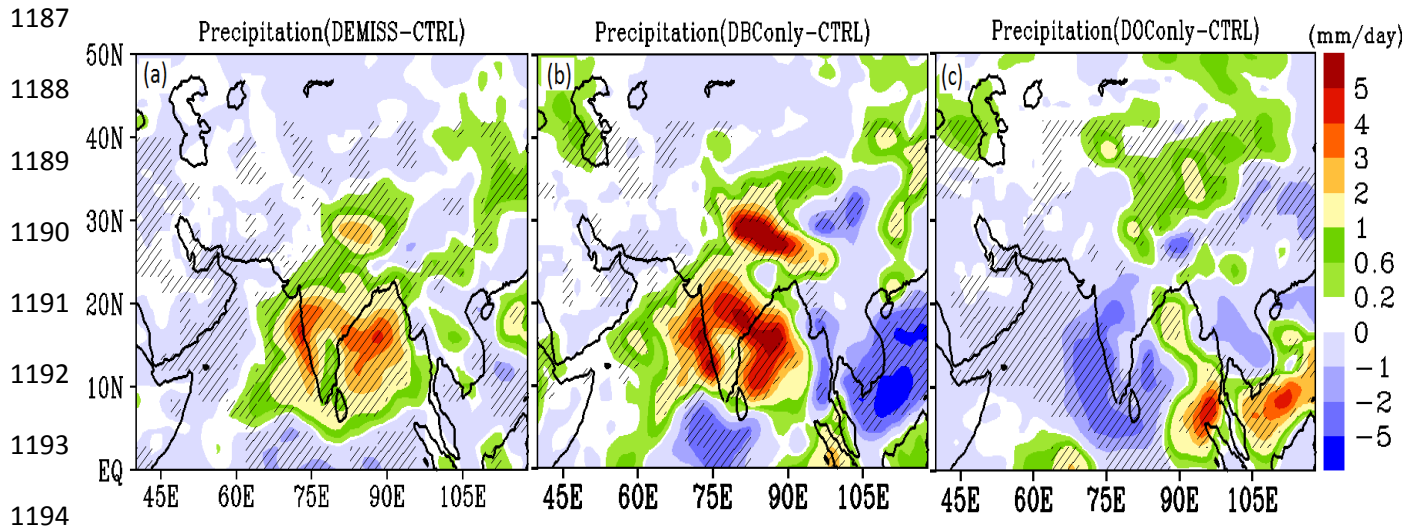 1187
Precipitation(DEMISS-CTRL) Precipitation(DBConly-CTRL) Precipitation(DOConly-CTRL) (mm/day)
50N (a) (b) (c)
1188
5
40N
4
1189
3
30N
2
1190
1
0.6
1191
20N
0.2
0
1192
10N
-1
-2
1193
-5
EQ
45E 60E 75E 90E 105E 45E 60E 75E 90E 105E 45E 60E 75E 90E 105E
1194